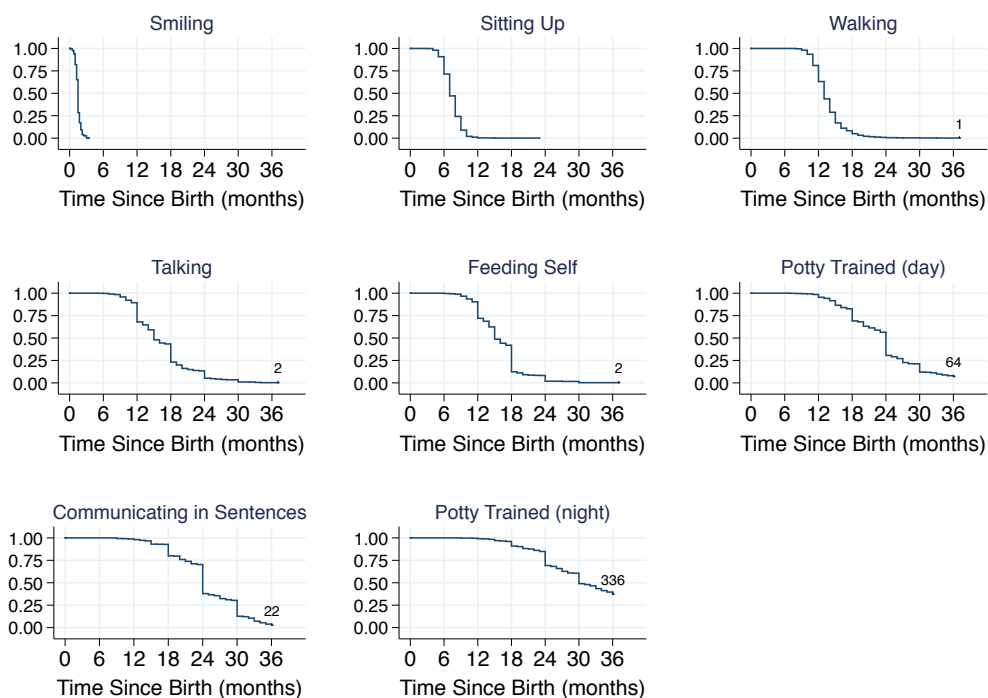 Smiling
1.00
0.75
0.50
0.25
0.00
0 6 12 18 24 30 36
Time Since Birth (months)
Sitting Up
1.00
0.75
0.50
0.25
0.00
0 6 12 18 24 30 36
Time Since Birth (months)
Walking
1.00
0.75
0.50
0.25
0.00
1
0 6 12 18 24 30 36
Time Since Birth (months)
Talking
1.00
0.75
0.50
0.25
0.00
2
0 6 12 18 24 30 36
Time Since Birth (months)
Feeding Self
1.00
0.75
0.50
0.25
0.00
2
0 6 12 18 24 30 36
Time Since Birth (months)
Potty Trained (day)
1.00
0.75
0.50
0.25
0.00
64
0 6 12 18 24 30 36
Time Since Birth (months)
Communicating in Sentences
1.00
0.75
0.50
0.25
0.00
22
0 6 12 18 24 30 36
Time Since Birth (months)
Potty Trained (night)
1.00
0.75
0.50
0.25
0.00
336
0 6 12 18 24 30 36
Time Since Birth (months)